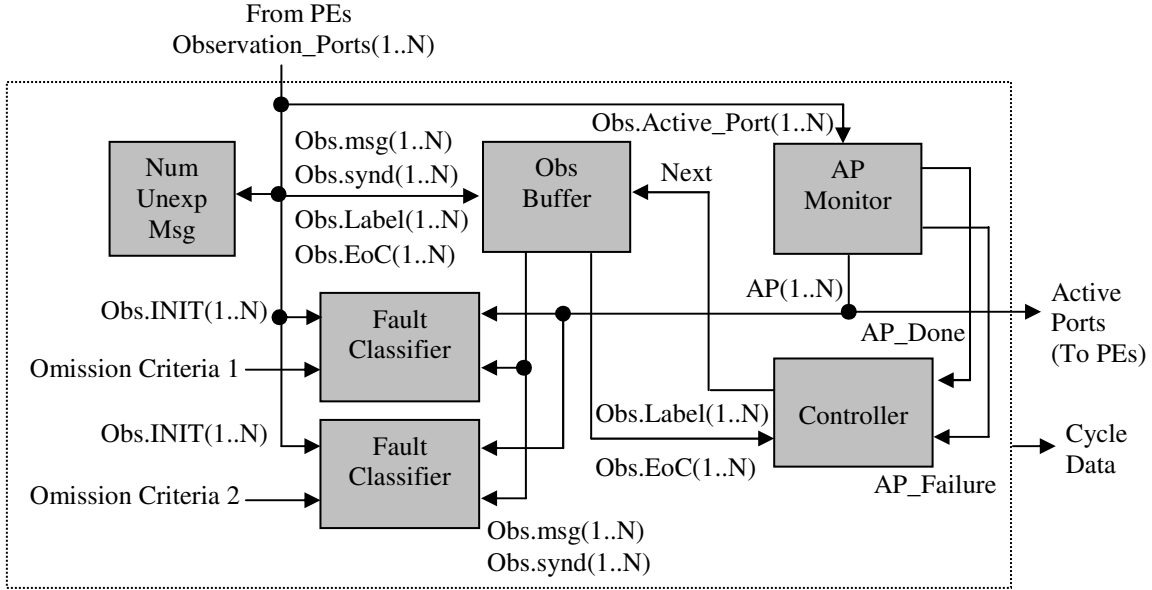 From PEs
Observation_Ports(1..N)
Obs.Active_Port(1..N)
Obs.msg(1..N)
Obs.synd(1..N)
Obs.Label(1..N)
Obs.EoC(1..N)
Num
Unexp
Msg
Obs
Buffer
Next
AP
Monitor
AP(1..N)
Obs.INIT(1..N)
Fault
Classifier
Omission Criteria 1
AP_Done
Active
Ports
(To PEs)
Obs.Label(1..N)
Obs.EoC(1..N)
Controller
AP_Failure
Cycle
Data
Obs.INIT(1..N)
Fault
Classifier
Omission Criteria 2
Obs.msg(1..N)
Obs.synd(1..N)